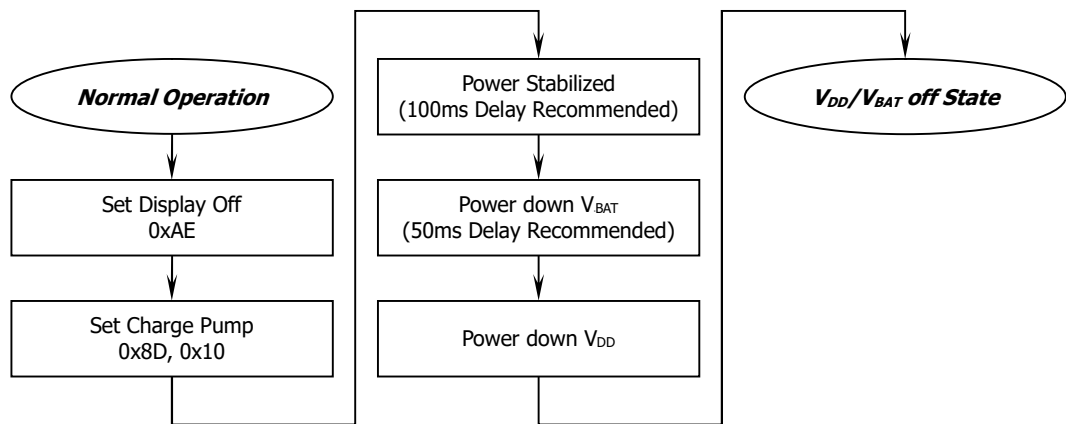 Normal Operation
Set Display Off
0xAE
Set Charge Pump
0x8D, 0x10
Power Stabilized
(100ms Delay Recommended)
Power down VBAT
(50ms Delay Recommended)
Power down VDD
VDD/VBAT off State